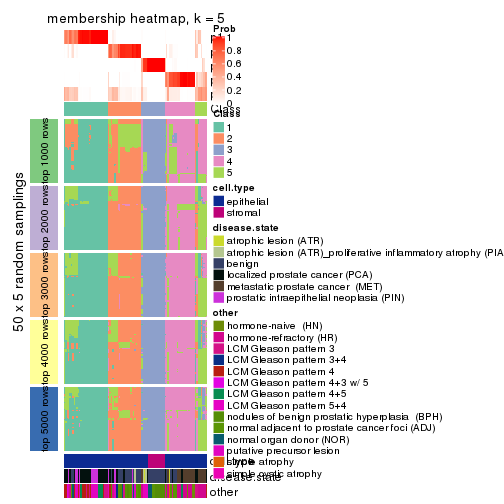 membership heatmap, k = 5
Prob
1
0.8
0.6
0.4
0.2
0
Class
Class
1
2
3
4
5
cell.type
epithelial
stromal
disease.state
atrophic lesion (ATR)
atrophic lesion (ATR)_proliferative inflammatory atrophy (PIA
benign
localized prostate cancer (PCA)
metastatic prostate cancer (MET)
prostatic intraepithelial neoplasia (PIN)
other
hormone-naive (HN)
hormone-refractory (HR)
LCM Gleason pattern 3
LCM Gleason pattern 3+4
LCM Gleason pattern 4
LCM Gleason pattern 4+3 w/ 5
LCM Gleason pattern 4+5
LCM Gleason pattern 5+4
nodules of benign prostatic hyperplasia (BPH)
normal adjacent to prostate cancer foci (ADJ)
normal organ donor (NOR)
putative precursor lesion
simple atrophy
simple cystic atrophy
disease.state
other
50 x 5 random samplings
top 1000 rows
top 2000 rows
top 3000 rows
top 4000 rows
top 5000 rows